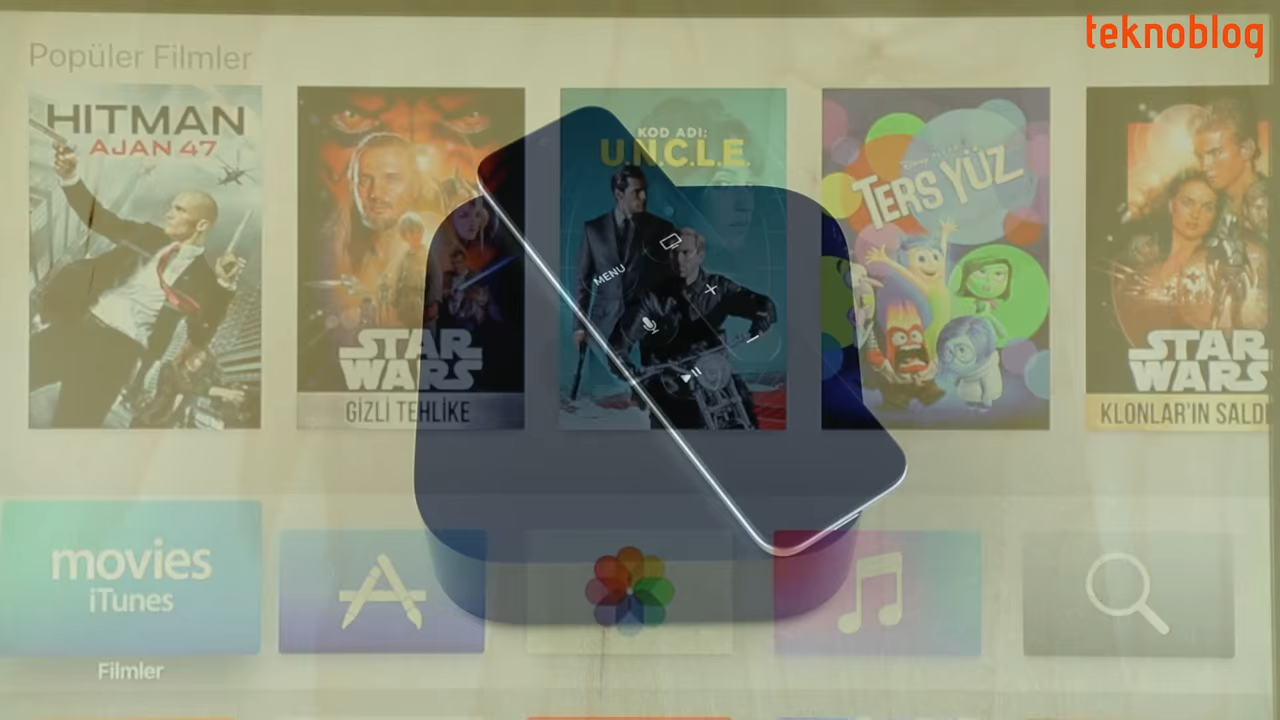 teknoblog
Popüler Filmler
HITMAN
AJAN 47
STAR
WARS
GİZLİ TEHLİKE
KOD ADI:
U.N.C.L.E.
MENU
TERS YÜZ
STAR
WARS
KLONLAR'IN SALDI
movies
iTunes
Filmler